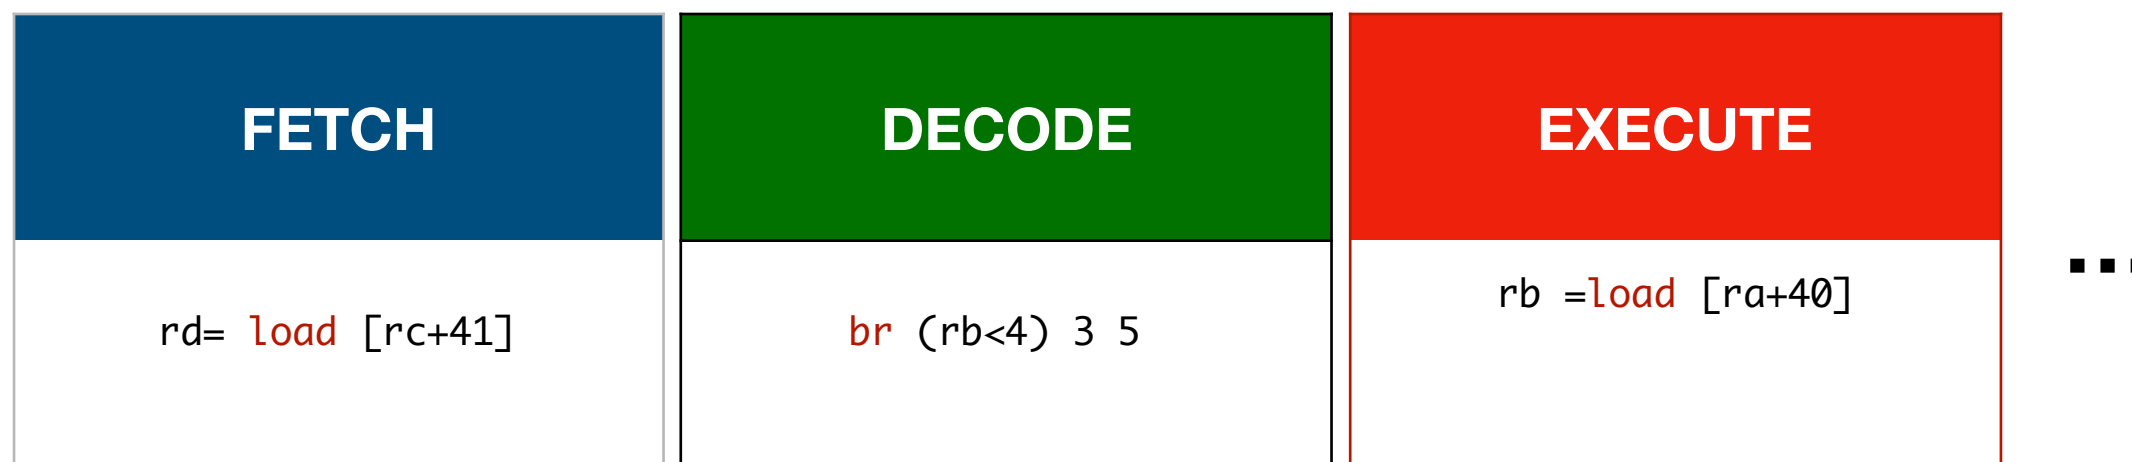 FETCH
DECODE
EXECUTE
rd= load [rc+41]
br (rb<4) 3 5
rb =load [ra+40]
...